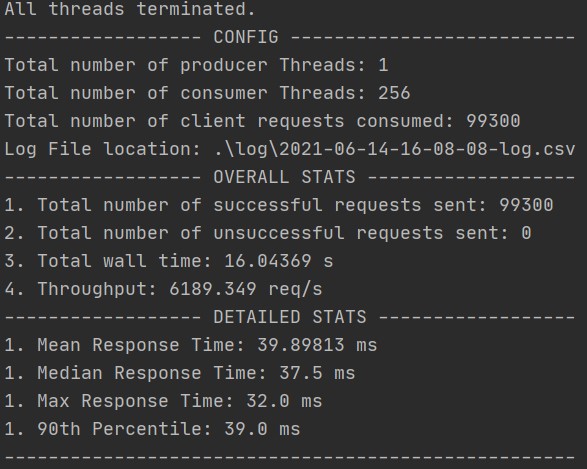 All threads terminated.
------------------ CONFIG --------------------------
Total number of producer Threads: 1
Total number of consumer Threads: 256
Total number of client requests consumed: 99300
Log File location: .\log\2021-06-14-16-08-08-log.csv
------------------ OVERALL STATS -------------------
1. Total number of successful requests sent: 99300
2. Total number of unsuccessful requests sent: 0
3. Total wall time: 16.04369 s
4. Throughput: 6189.349 req/s
------------------ DETAILED STATS ------------------
1. Mean Response Time: 39.89813 ms
1. Median Response Time: 37.5 ms
1. Max Response Time: 32.0 ms
1. 90th Percentile: 39.0 ms
----------------------------------------------------